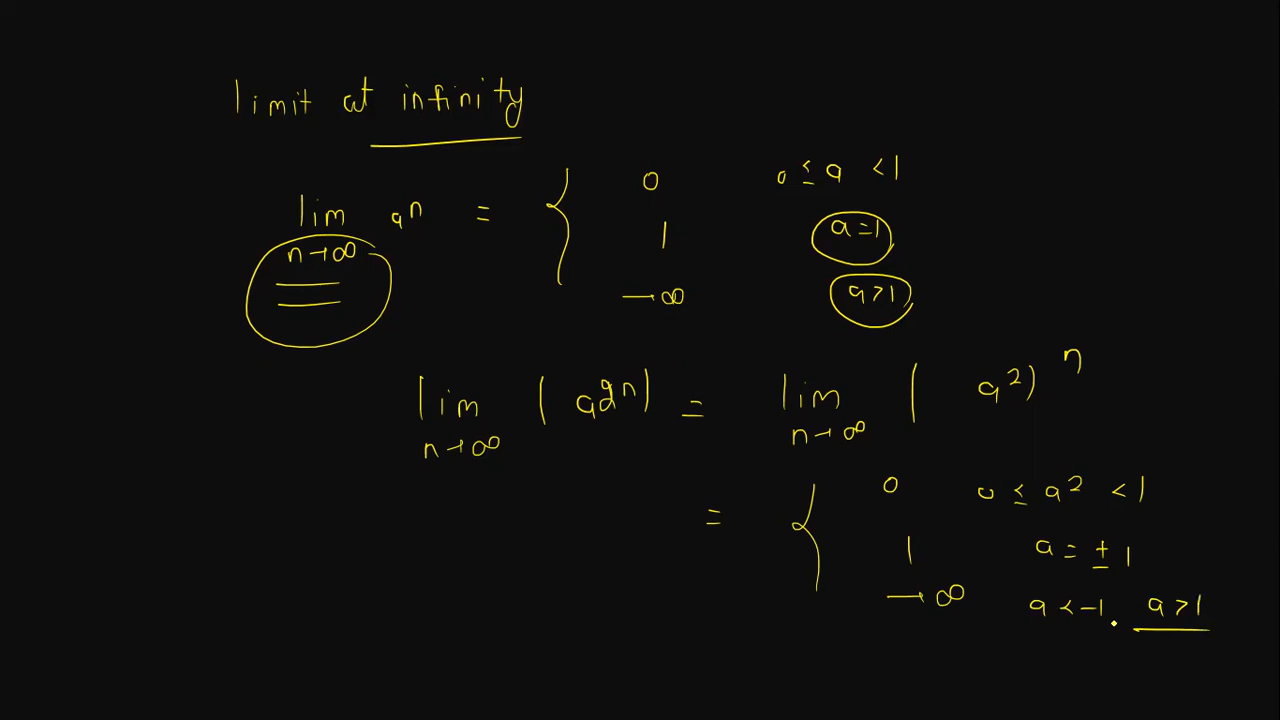 limit at infinity
lim n→∞ aⁿ = { 0 0 ≤ a < 1
1 a = 1
→ ∞ a > 1
lim n→∞ ( a²ⁿ ) = lim n→∞ ( a² )ⁿ
= { 0 0 ≤ a² < 1
1 a = ± 1
→ ∞ a < -1, a > 1